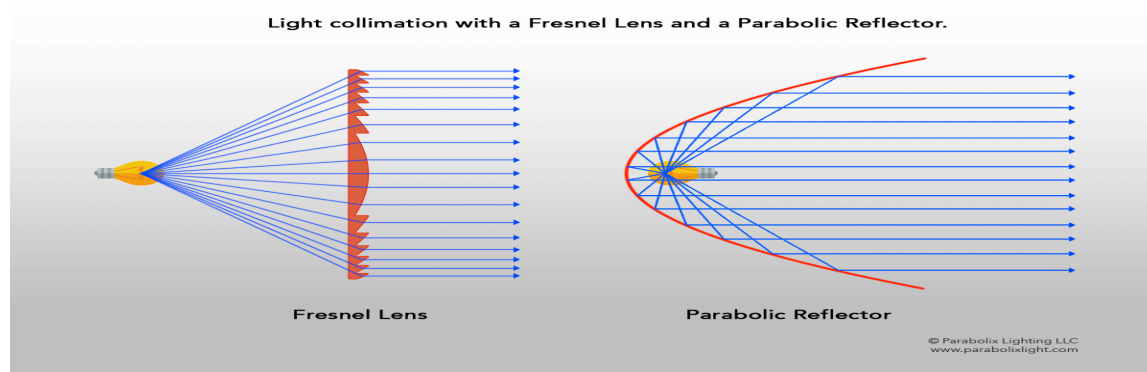 Light collimation with a Fresnel Lens and a Parabolic Reflector.
Fresnel Lens
Parabolic Reflector
© Parabolix Lighting LLC
www.parabolixlight.com